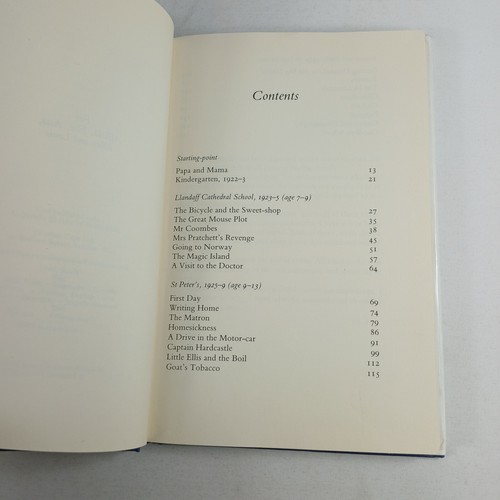 Contents
Starting-point
Papa and Mama 13
Kindergarten, 1922–3 21
Llandaff Cathedral School, 1923–5 (age 7–9)
The Bicycle and the Sweet-shop 27
The Great Mouse Plot 35
Mr Coombes 38
Mrs Pratchett's Revenge 45
Going to Norway 51
The Magic Island 57
A Visit to the Doctor 64
St Peter's, 1925–9 (age 9–13)
First Day 69
Writing Home 74
The Matron 79
Homesickness 86
A Drive in the Motor-car 91
Captain Hardcastle 99
Little Ellis and the Boil 112
Goat's Tobacco 115